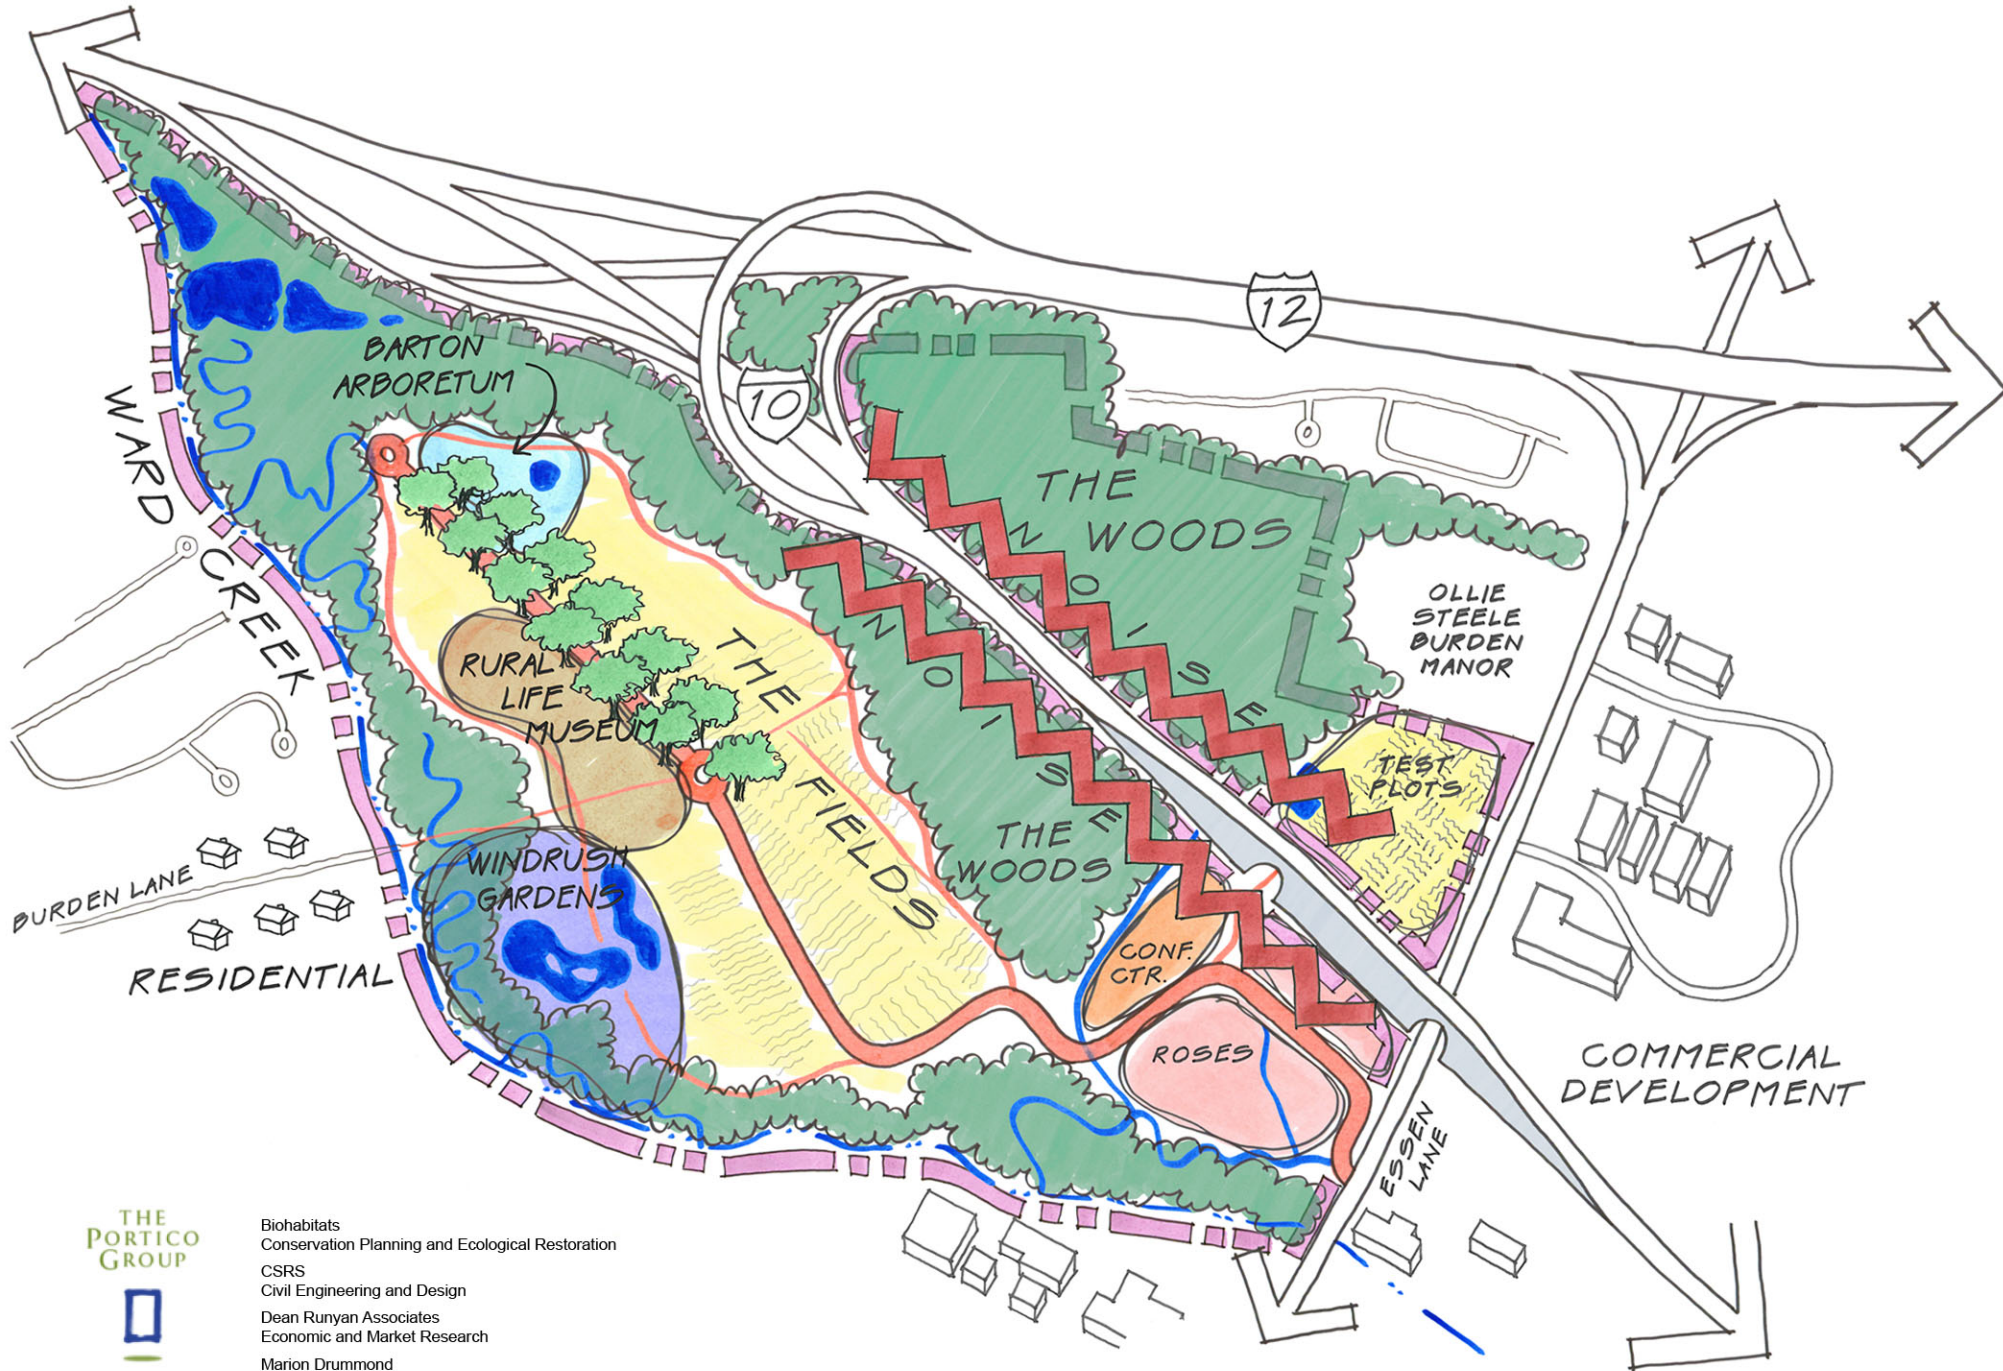 12
BARTON
ARBORETUM
10
WARD
CREEK
THE
WOODS
NOISE
OLLIE
STEELE
BURDEN
MANOR
NOISE
THE
FIELDS
RURAL
LIFE
MUSEUM
TEST
PLOTS
THE
WOODS
WINDRUSH
GARDENS
BURDEN LANE
RESIDENTIAL
CONF.
CTR.
ROSES
COMMERCIAL
DEVELOPMENT
ESSEN
LANE
THE
PORTICO
GROUP
Biohabitats
Conservation Planning and Ecological Restoration
CSRS
Civil Engineering and Design
Dean Runyan Associates
Economic and Market Research
Marion Drummond